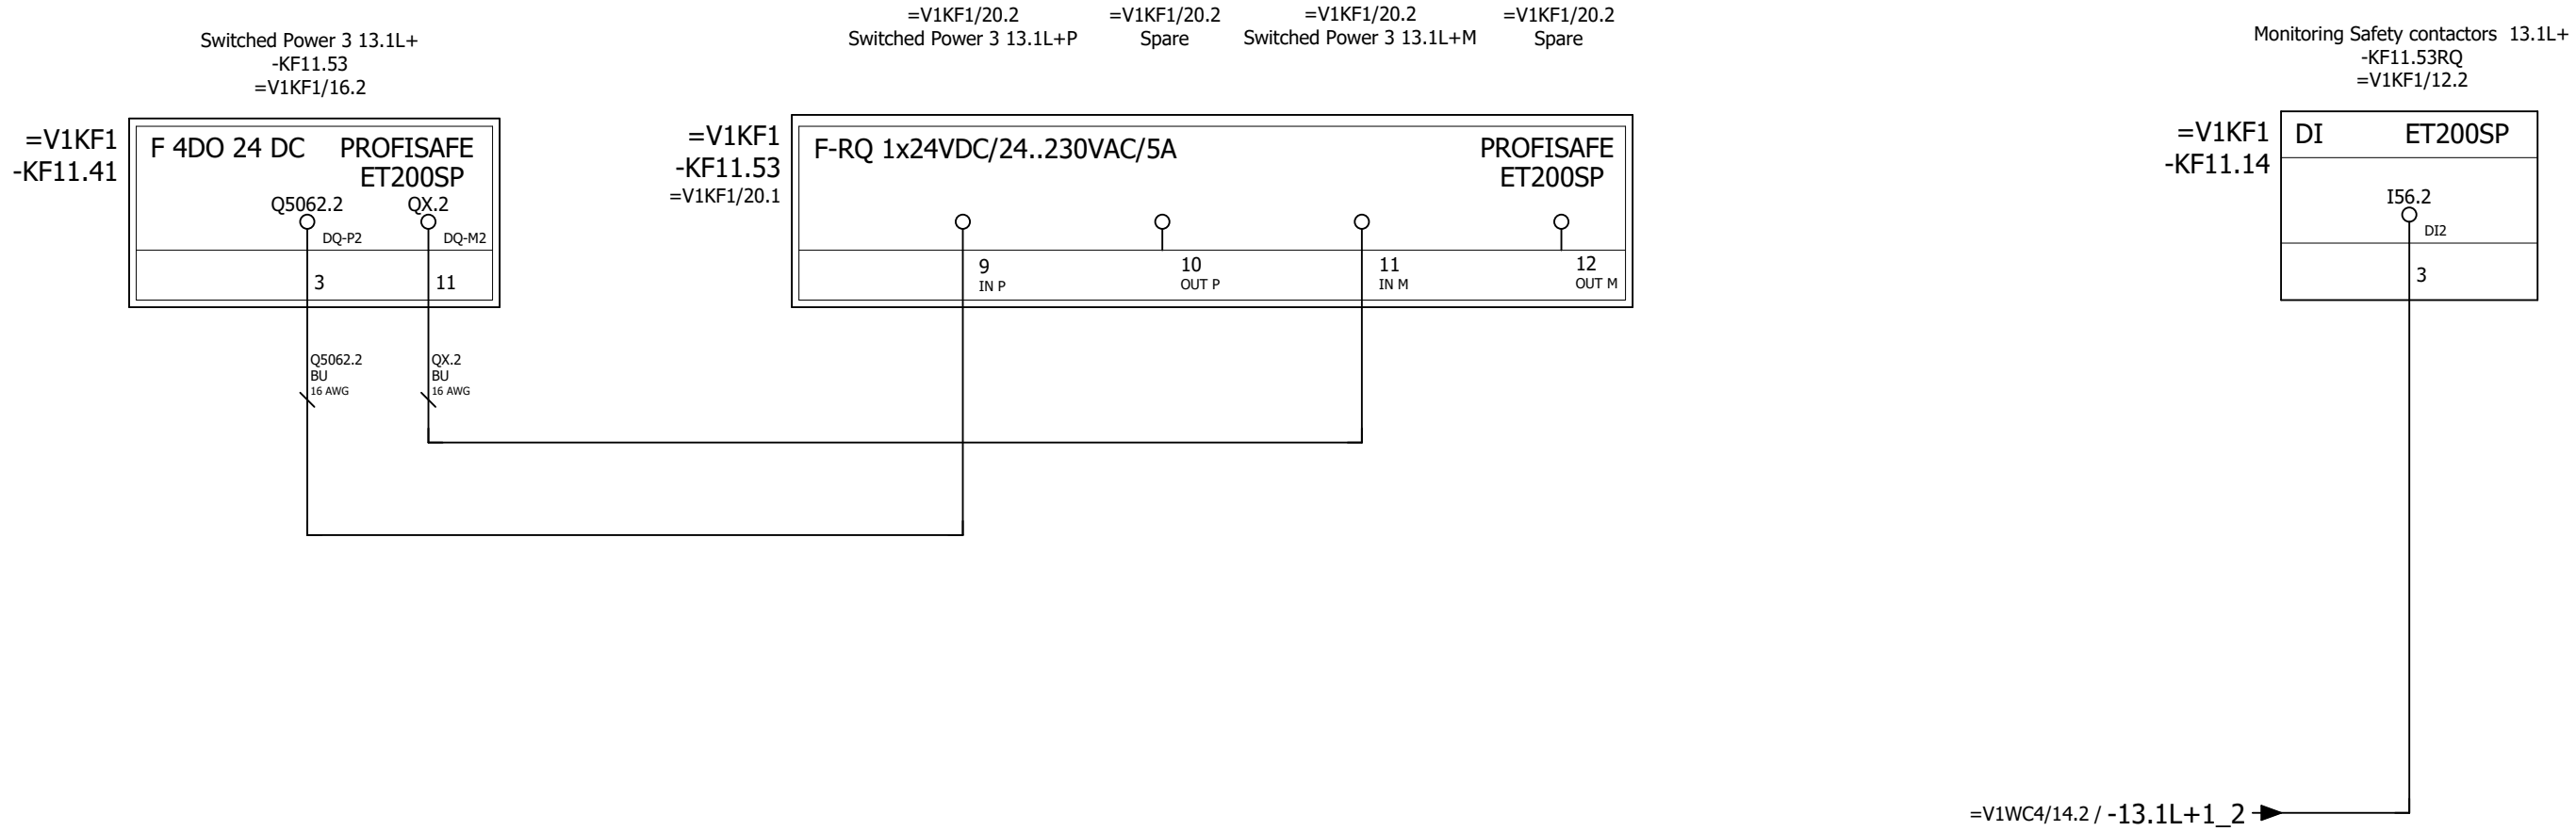 Switched Power 3 13.1L+
-KF11.53
=V1KF1/16.2
=V1KF1
-KF11.41
F 4DO 24 DC PROFISAFE
ET200SP
Q5062.2 QX.2
DQ-P2 DQ-M2
3 11
Q5062.2
BU
16 AWG
QX.2
BU
16 AWG
=V1KF1/20.2
Switched Power 3 13.1L+P
=V1KF1/20.2
Spare
=V1KF1/20.2
Switched Power 3 13.1L+M
=V1KF1/20.2
Spare
=V1KF1
-KF11.53
=V1KF1/20.1
F-RQ 1x24VDC/24..230VAC/5A PROFISAFE
ET200SP
9
IN P
10
OUT P
11
IN M
12
OUT M
Monitoring Safety contactors 13.1L+
-KF11.53RQ
=V1KF1/12.2
=V1KF1
-KF11.14
DI ET200SP
I56.2
DI2
3
=V1WC4/14.2 / -13.1L+1_2